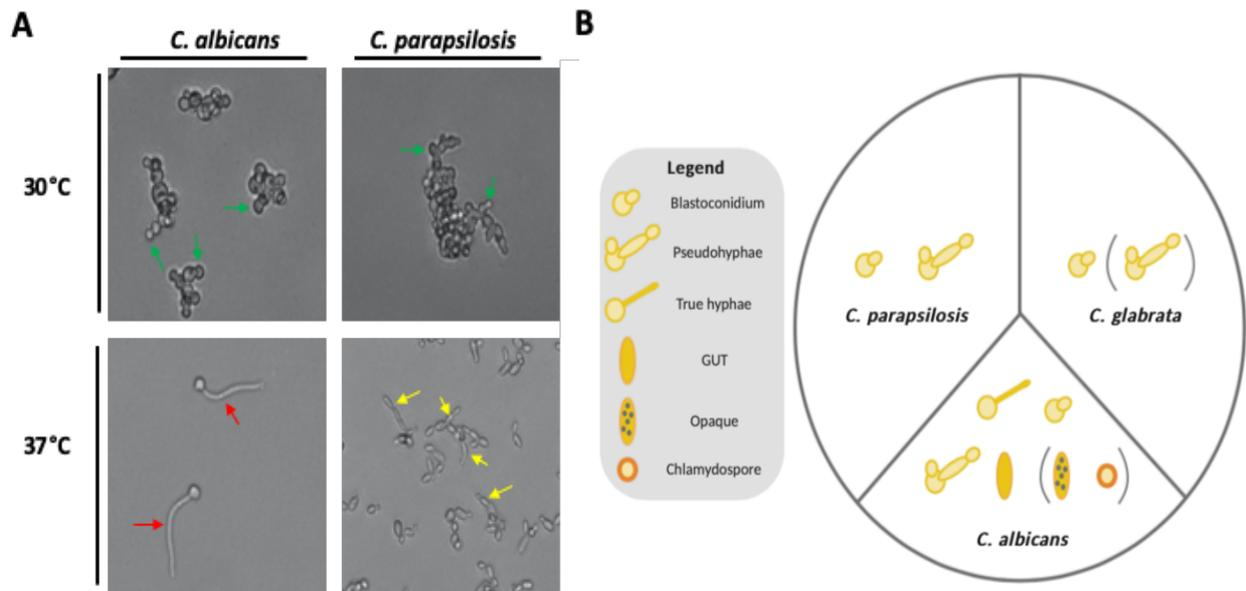 A
C. albicans
C. parapsilosis
30°C
37°C
B
Legend
Blastoconidium
Pseudohyphae
True hyphae
GUT
Opaque
Chlamydospore
C. parapsilosis
C. glabrata
C. albicans